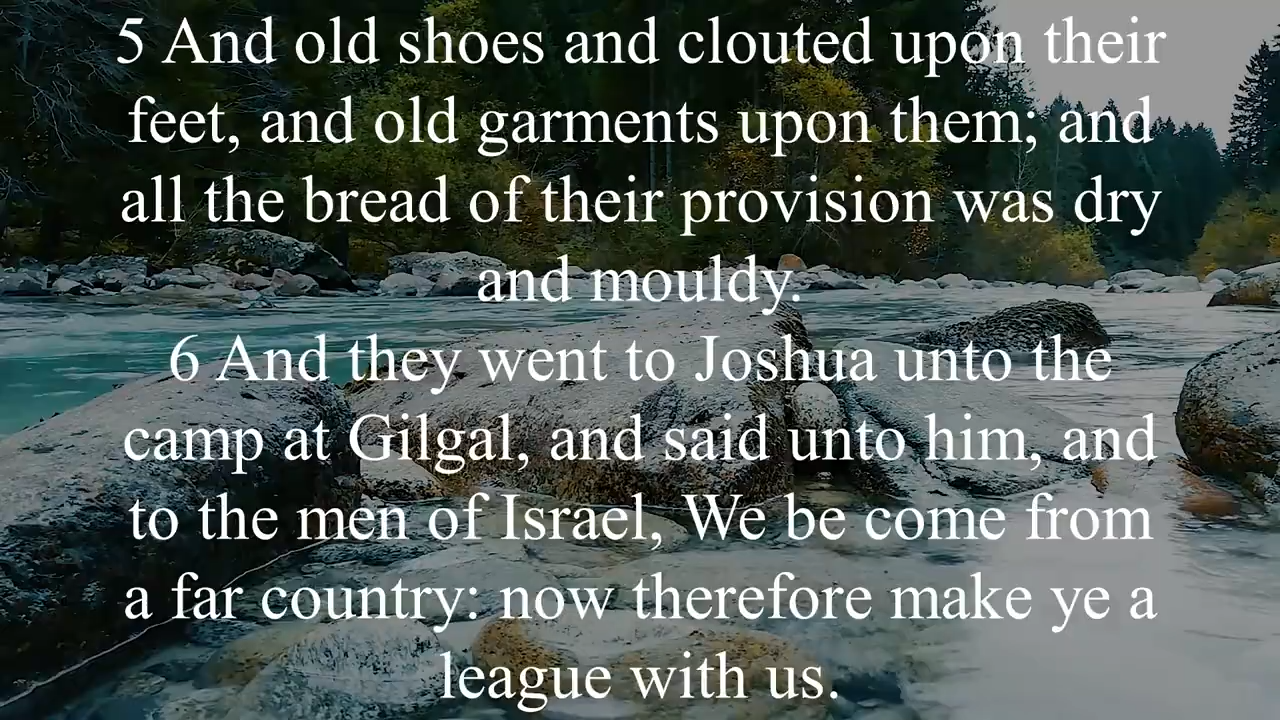 5 And old shoes and clouted upon their
feet, and old garments upon them; and
all the bread of their provision was dry
and mouldy.
6 And they went to Joshua unto the
camp at Gilgal, and said unto him, and
to the men of Israel, We be come from
a far country: now therefore make ye a
league with us.